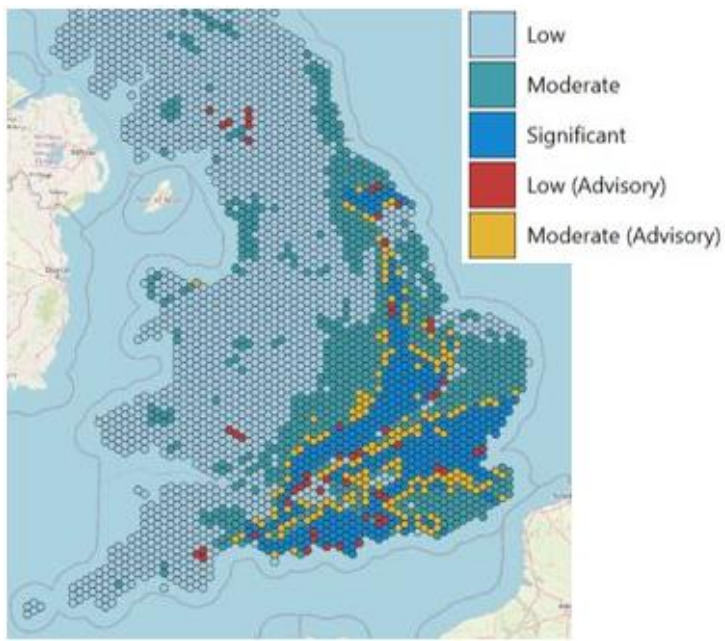 Low
Moderate
Significant
Low (Advisory)
Moderate (Advisory)